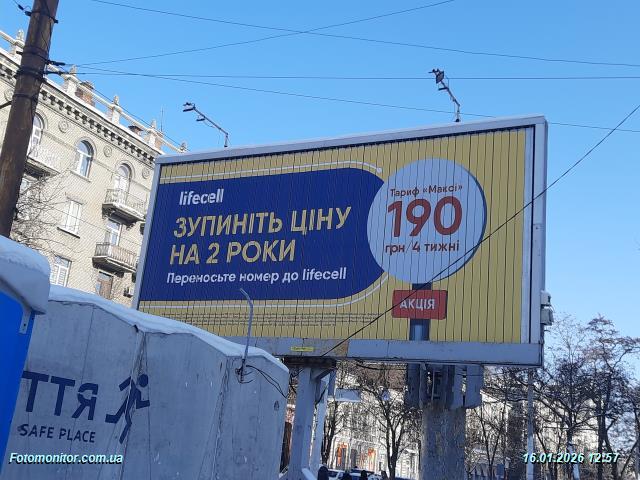 lifecell
ЗУПИНІТЬ ЦІНУ
НА 2 РОКИ
Переносьте номер до lifecell
Тариф «Максі»
190
грн/4 тижні
АКЦІЯ
ТТЯ
SAFE PLACE
Fotomonitor.com.ua
16.01.2026 12:57